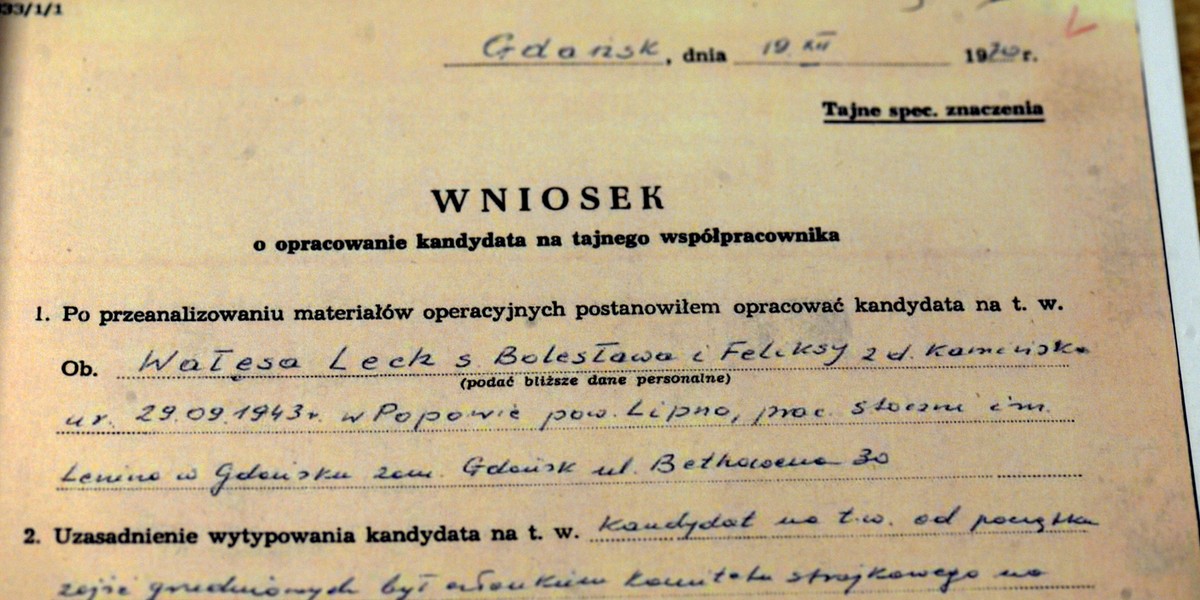 33/1/1
Gdańsk, dnia 19 XII 1970 r.
Tajne spec. znaczenia
WNIOSEK
o opracowanie kandydata na tajnego współpracownika
1. Po przeanalizowaniu materiałów operacyjnych postanowiłem opracować kandydata na t. w.
Ob. Wałęsa Lech s. Bolesława i Feliksy z d. Kamińska
(podać bliższe dane personalne)
ur. 29.09.1943r. w Popowie pow. Lipno, prac. stoczni im.
Lenina w Gdańsku zam. Gdańsk ul. Bethowena 30
2. Uzasadnienie wytypowania kandydata na t. w. Kandydat na t.w. od początku
zajść grudniowych był członkiem Komitetu strajkowego na